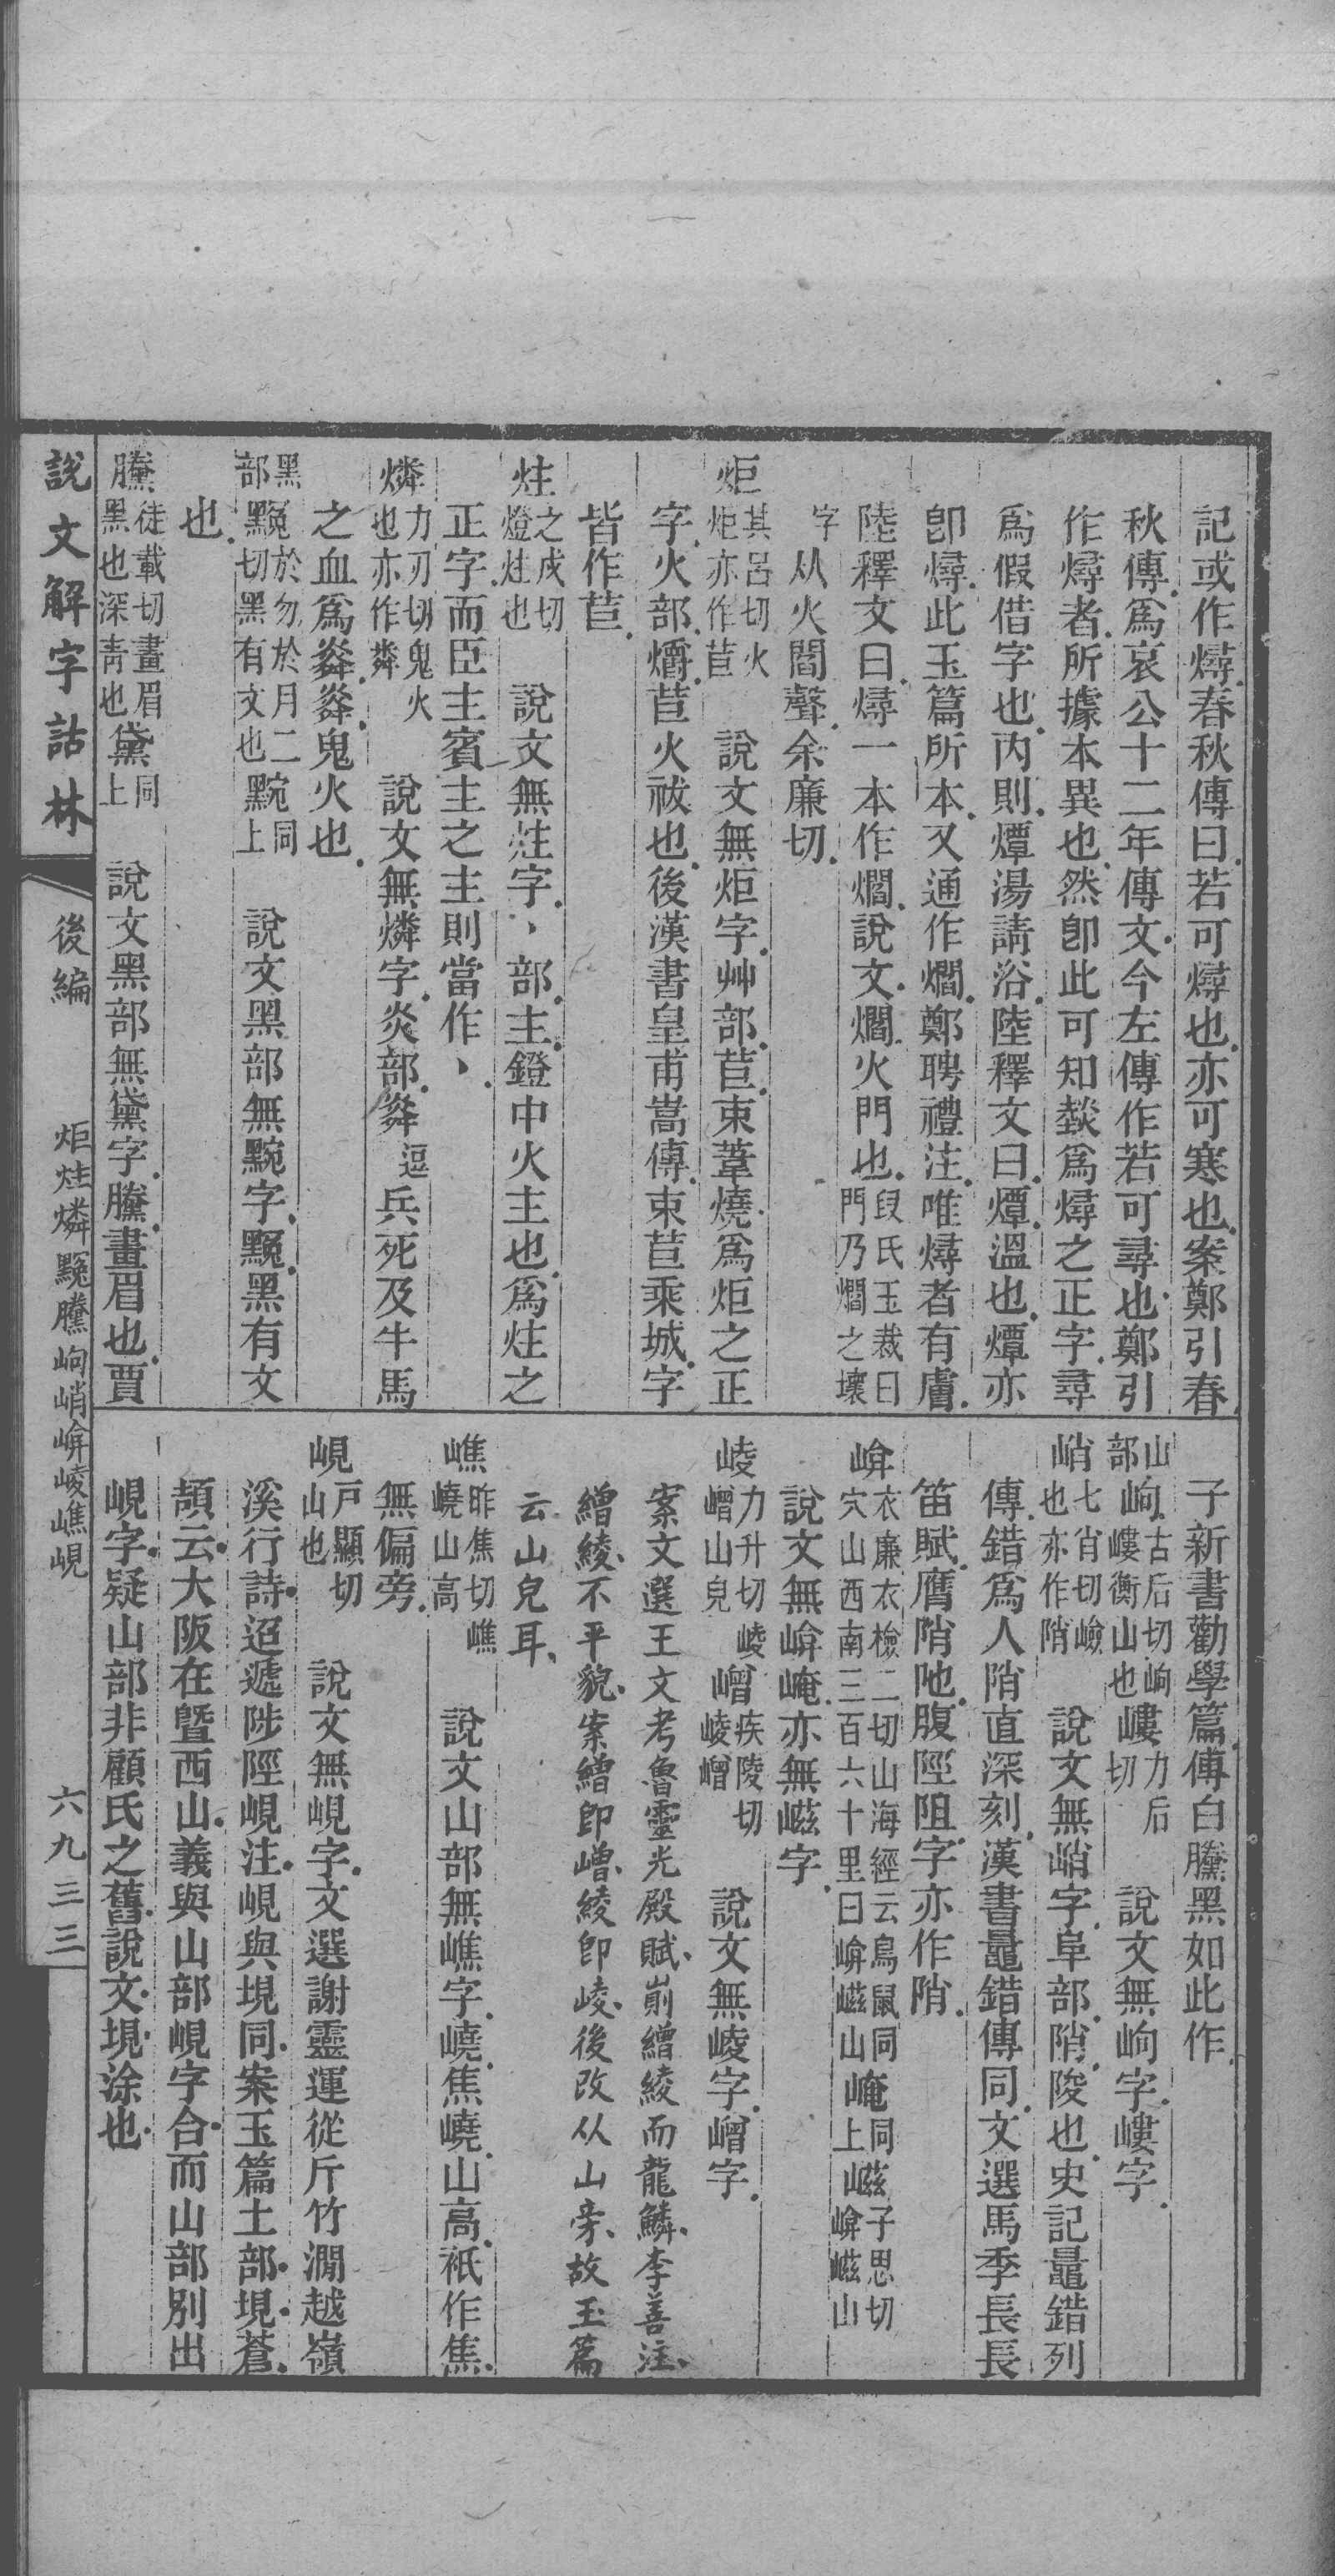 記或作燖春秋傳曰若可燖也亦可寒也案鄭引春
秋傳爲哀公十二年傳文今左傳作若可尋也鄭引
作燖者所據本異也然卽此可知燅爲燖之正字尋
爲假借字也內則燂湯請浴陸釋文曰燂溫也燂亦
卽燖此玉篇所本又通作爓鄭聘禮注唯燖者有膚
陸釋文曰燖一本作爓說文爓火門也段氏玉裁曰門乃爓之壞
字从火閻聲余廉切
炬其呂切火炬亦作苣 說文無炬字艸部苣束葦燒爲炬之正
字火部爝苣火祓也後漢書皇甫嵩傳束苣乘城字
皆作苣
炷之戍切燈炷也 說文無炷字丶部主鐙中火主也爲炷之
正字而臣主賓主之主則當作丶
燐力刃切鬼火也亦作粦 說文無燐字炎部粦逗兵死及牛馬
之血爲粦粦鬼火也
黑部䵫於勿於月二切黑有文也黦同上 說文黑部無黦字䵫黑有文
也
黱徒載切畫眉黑也深靑也黛同上 說文黑部無黛字黱畫眉也賈
子新書勸學篇傅白黱黑如此作
山部岣古后切岣嶁衡山也嶁力后切 說文無岣字嶁字
峭七肖切嶮也亦作陗 說文無峭字阜部陗陖也史記鼂錯列
傳錯爲人陗直深刻漢書鼂錯傳同文選馬季長長
笛賦膺陗阤腹陘阻字亦作陗
崦衣廉衣檢二切山海經云鳥鼠同穴山西南三百六十里曰崦嵫山㛪同上嵫子思切崦嵫山
說文無崦亦無嵫字
崚力升切崚嶒山皃嶒疾陵切崚嶒 說文無崚字嶒字
案文選王文考魯靈光殿賦崱繒綾而龍鱗李善注
繒綾不平貌案繒卽嶒綾卽崚後改从山旁故玉篇
云山皃耳
嶕昨焦切嶕嶢山高 說文山部無嶕字嶢焦嶢山高祇作焦
無偏旁
峴戶顯切山也 說文無峴字文選謝靈運從斤竹澗越嶺
溪行詩迢遞陟陘峴注峴與垷同案玉篇土部垷蒼
頡云大阪在曁西山義與山部峴字合而山部別出
峴字疑山部非顧氏之舊說文垷涂也
說文解字詁林 後編 炬炷燐䵫黱岣峭崦崚嶕峴 六九三三